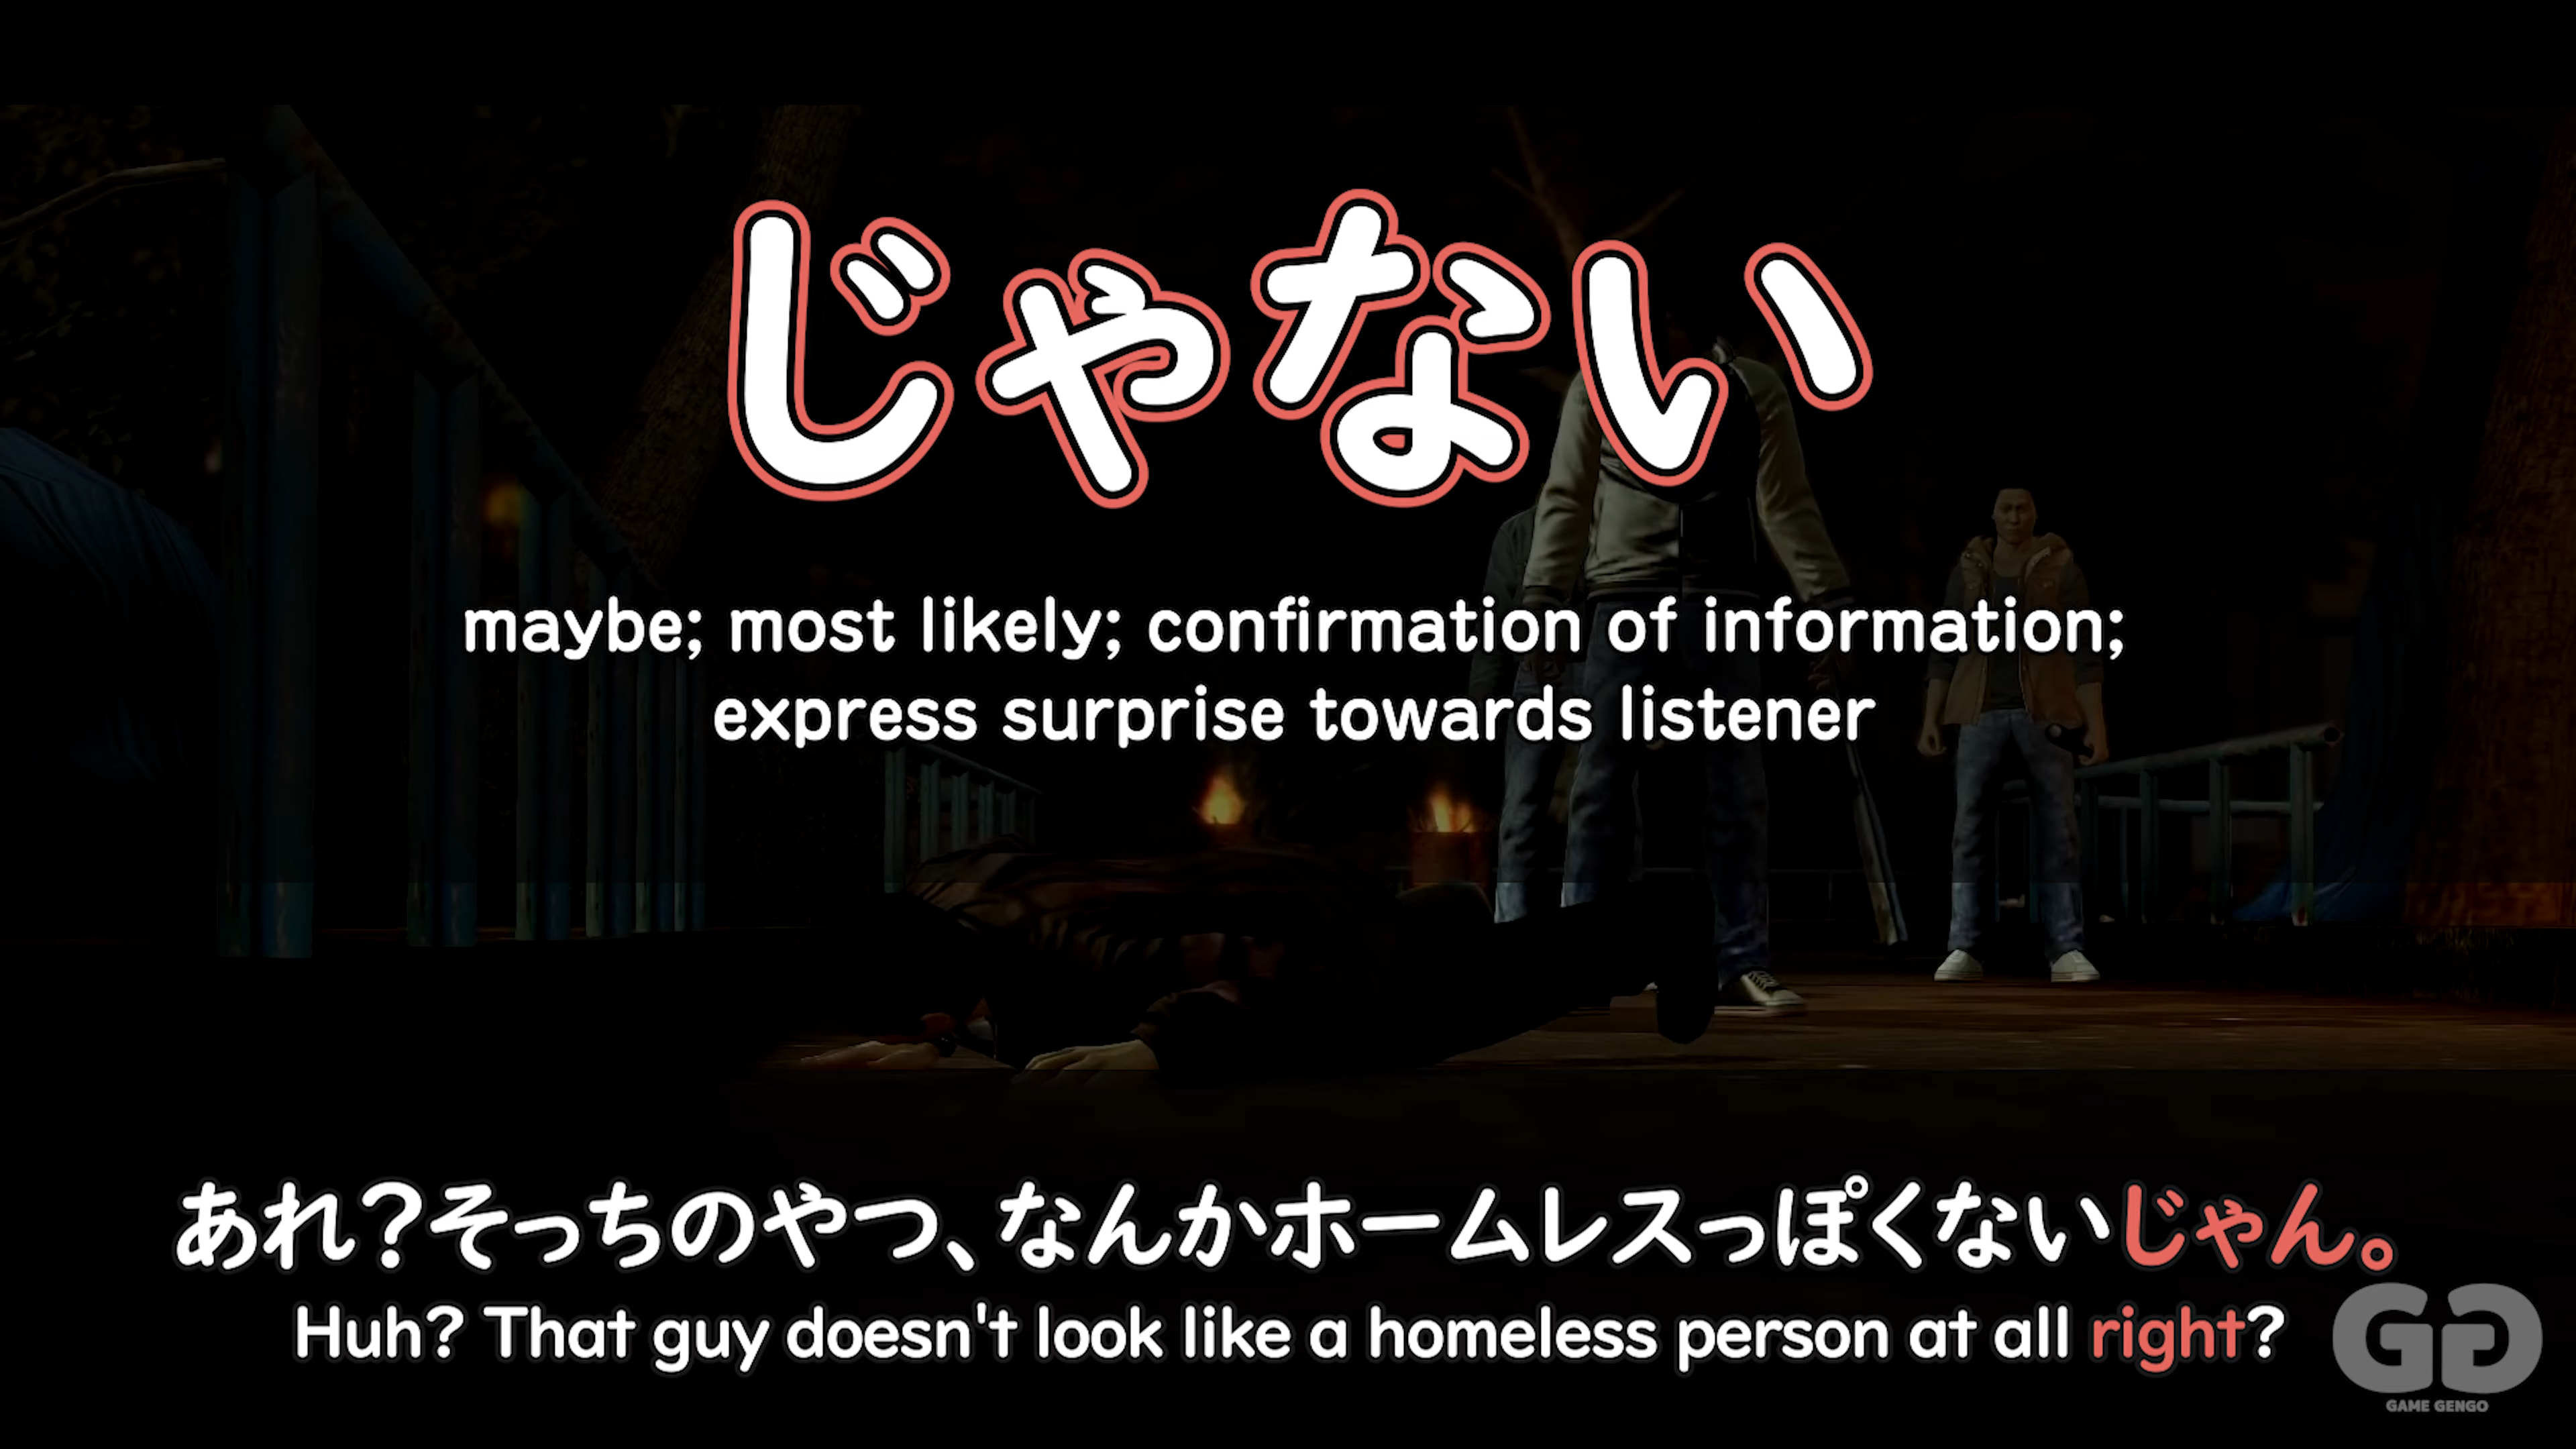 じゃない
maybe; most likely; confirmation of information;
express surprise towards listener
あれ？そっちのやつ、なんかホームレスっぽくないじゃん。
Huh? That guy doesn't look like a homeless person at all right?
GG
GAME GENGO